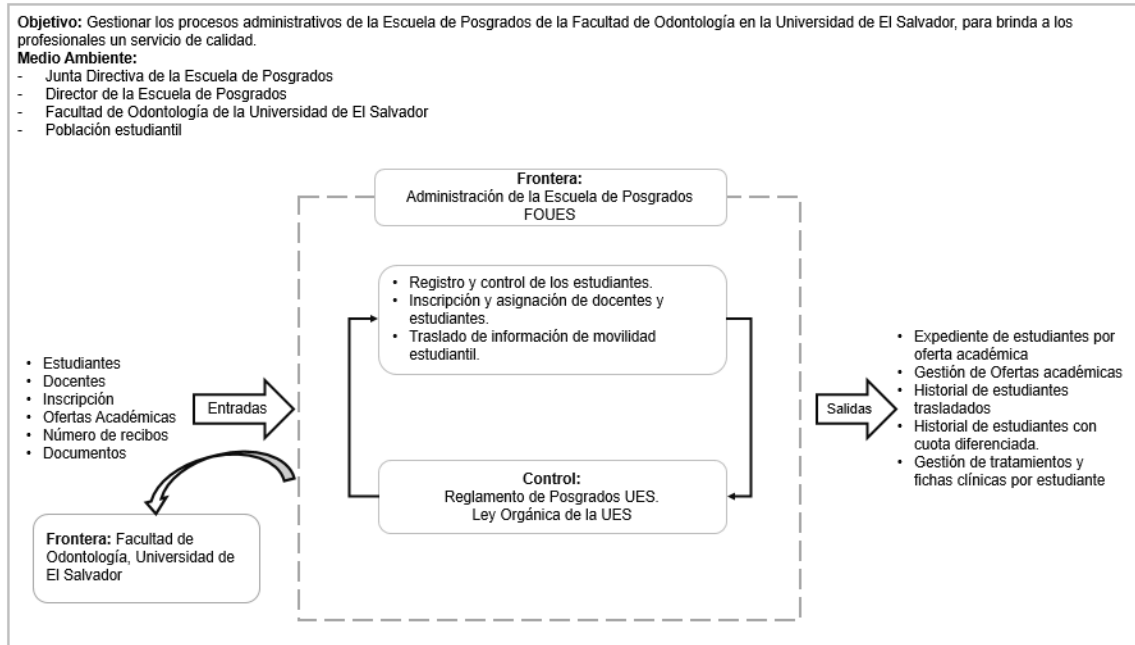 Objetivo: Gestionar los procesos administrativos de la Escuela de Posgrados de la Facultad de Odontología en la Universidad de El Salvador, para brinda a los
profesionales un servicio de calidad.
Medio Ambiente:
- Junta Directiva de la Escuela de Posgrados
- Director de la Escuela de Posgrados
- Facultad de Odontología de la Universidad de El Salvador
- Población estudiantil
Frontera:
Administración de la Escuela de Posgrados
FOUES
• Registro y control de los estudiantes.
• Inscripción y asignación de docentes y
estudiantes.
• Traslado de información de movilidad
estudiantil.
• Estudiantes
• Docentes
• Inscripción
• Ofertas Académicas
• Número de recibos
• Documentos
Entradas
Salidas
• Expediente de estudiantes por
oferta académica
• Gestión de Ofertas académicas
• Historial de estudiantes
trasladados
• Historial de estudiantes con
cuota diferenciada.
• Gestión de tratamientos y
fichas clínicas por estudiante
Control:
Reglamento de Posgrados UES.
Ley Orgánica de la UES
Frontera: Facultad de
Odontología, Universidad de
El Salvador